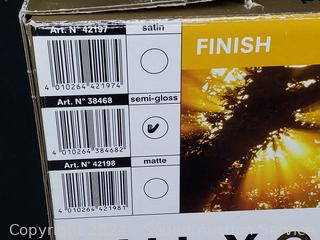 Art. N° 42197
satin
FINISH
4 010264 421974
Art. N° 38468
semi-gloss
4 010264 384682
Art. N° 42198
matte
4 010264 421981